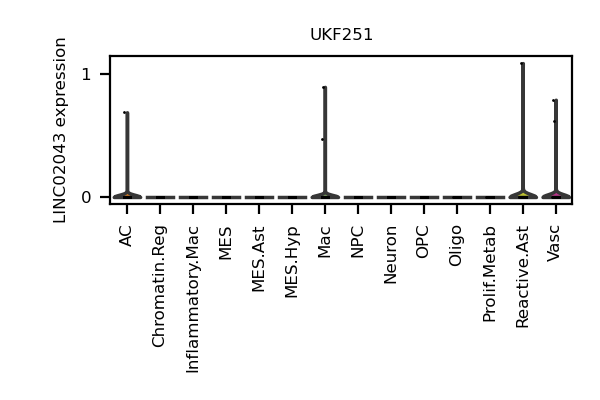 UKF251
LINC02043 expression
1
0
AC
Chromatin.Reg
Inflammatory.Mac
MES
MES.Ast
MES.Hyp
Mac
NPC
Neuron
OPC
Oligo
Prolif.Metab
Reactive.Ast
Vasc